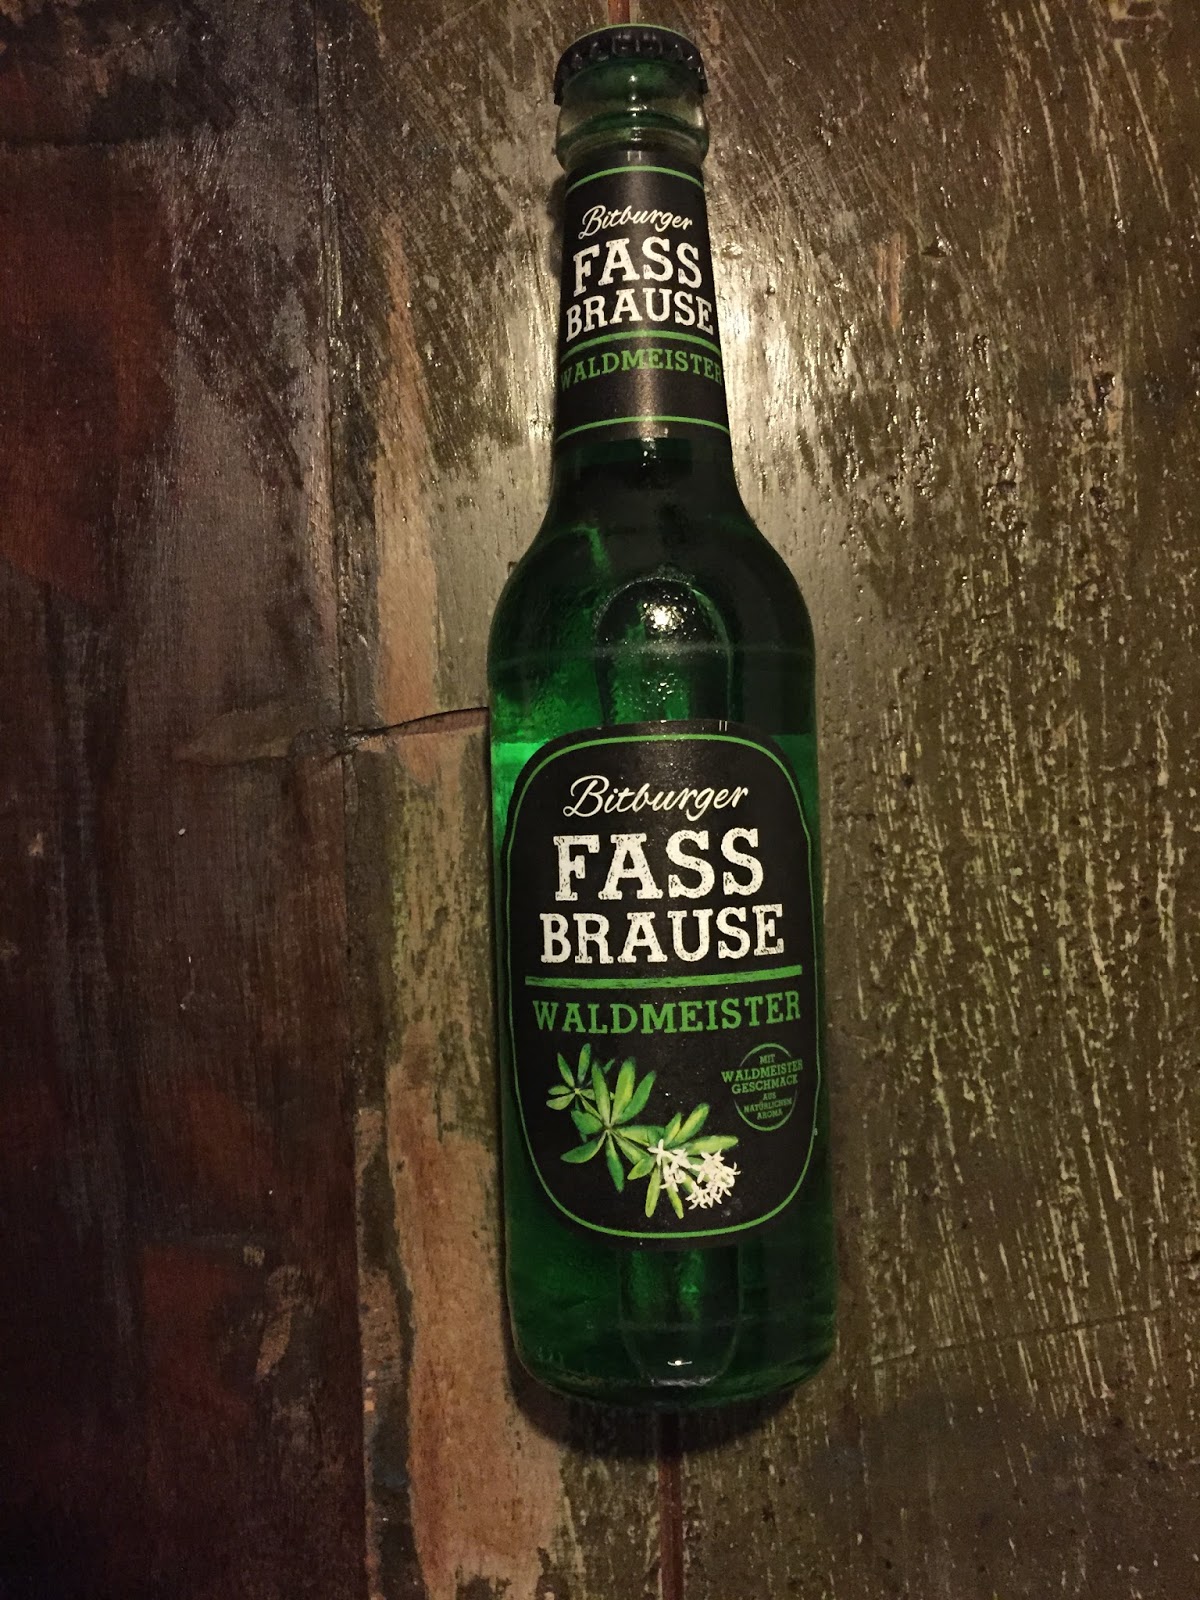 Bitburger
FASS
BRAUSE
WALDMEISTER
Bitburger
FASS
BRAUSE
WALDMEISTER
MIT
WALDMEISTER
GESCHMACK
AUS
NATÜRLICHEM
AROMA